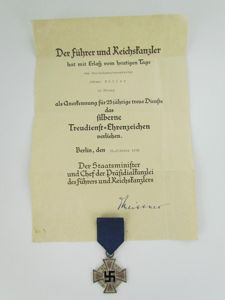 Der Führer und Reichskanzler
hat mit Erlaß vom heutigen Tage
als Anerkennung für 25jährige treue Dienste
das
silberne
Treudienst-Ehrenzeichen
verliehen.
Berlin, den
Der Staatsminister
und Chef der Präsidialkanzlei
des Führers und Reichskanzlers
Meissner